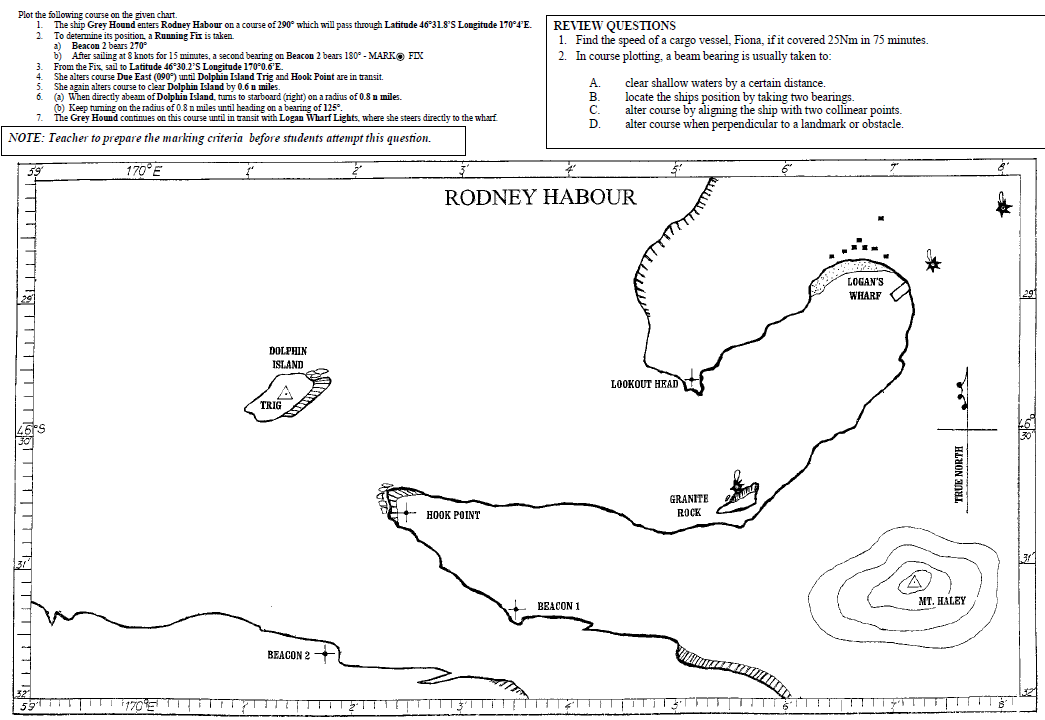 Plot the following course on the given chart.
1. The ship Grey Hound enters Rodney Habour on a course of 290° which will pass through Latitude 46°31.8'S Longitude 170°4'E.
2. To determine its position, a Running Fix is taken.
a) Beacon 2 bears 270°
b) After sailing at 8 knots for 15 minutes, a second bearing on Beacon 2 bears 180° - MARK◉ FIX
3. From the Fix, sail to Latitude 46°30.2'S Longitude 170°0.6'E.
4. She alters course Due East (090°) until Dolphin Island Trig and Hook Point are in transit.
5. She again alters course to clear Dolphin Island by 0.6 n miles.
6. (a) When directly abeam of Dolphin Island, turns to starboard (right) on a radius of 0.8 n miles.
(b) Keep turning on the radius of 0.8 n miles until heading on a bearing of 125°.
7. The Grey Hound continues on this course until in transit with Logan Wharf Lights, where she steers directly to the wharf.
NOTE: Teacher to prepare the marking criteria before students attempt this question.
REVIEW QUESTIONS
1. Find the speed of a cargo vessel, Fiona, if it covered 25Nm in 75 minutes.
2. In course plotting, a beam bearing is usually taken to:
A. clear shallow waters by a certain distance.
B. locate the ships position by taking two bearings.
C. alter course by aligning the ship with two collinear points.
D. alter course when perpendicular to a landmark or obstacle.
59' 170°E 1' 2' 3' 4' 5' 6' 7' 8'
RODNEY HABOUR
LOGAN'S
WHARF
29' 29'
DOLPHIN
ISLAND
LOOKOUT HEAD
TRIG
46°S 46°
30' 30'
TRUE NORTH
GRANITE
ROCK
HOOK POINT
31' 31'
MT. HALEY
BEACON 1
BEACON 2
32' 32'
59' 170°E 2' 3' 4' 5' 6' 7' 8'